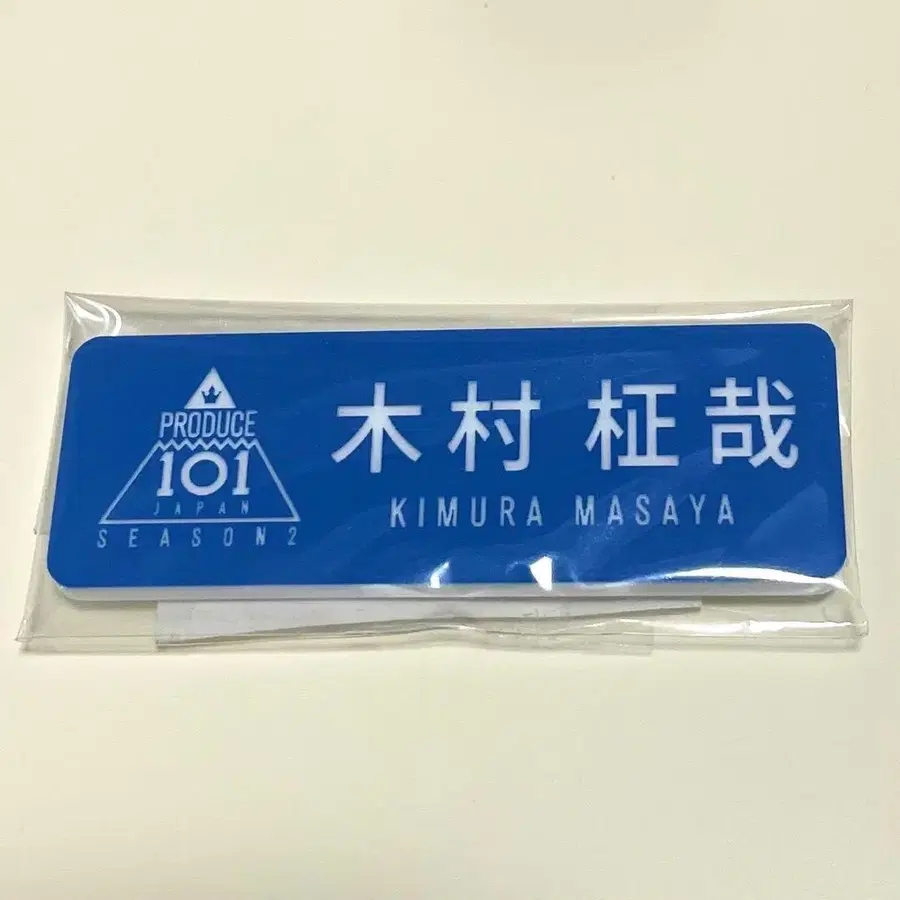 PRODUCE
101
JAPAN
SEASON2
木村 柾哉
KIMURA MASAYA